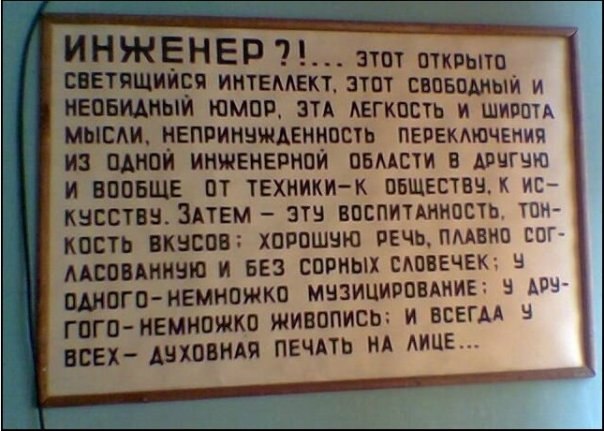 ИНЖЕНЕР?!... ЭТОТ ОТКРЫТО
СВЕТЯЩИЙСЯ ИНТЕЛЛЕКТ, ЭТОТ СВОБОДНЫЙ И
НЕОБИДНЫЙ ЮМОР, ЭТА ЛЕГКОСТЬ И ШИРОТА
МЫСЛИ, НЕПРИНУЖДЕННОСТЬ ПЕРЕКЛЮЧЕНИЯ
ИЗ ОДНОЙ ИНЖЕНЕРНОЙ ОБЛАСТИ В ДРУГУЮ
И ВООБЩЕ ОТ ТЕХНИКИ-К ОБЩЕСТВУ, К ИС-
КУССТВУ. ЗАТЕМ - ЭТУ ВОСПИТАННОСТЬ, ТОН-
КОСТЬ ВКУСОВ; ХОРОШУЮ РЕЧЬ, ПЛАВНО СОГ-
ЛАСОВАННУЮ И БЕЗ СОРНЫХ СЛОВЕЧЕК; У
ОДНОГО-НЕМНОЖКО МУЗИЦИРОВАНИЕ; У ДРУ-
ГОГО-НЕМНОЖКО ЖИВОПИСЬ; И ВСЕГДА У
ВСЕХ- ДУХОВНАЯ ПЕЧАТЬ НА ЛИЦЕ...